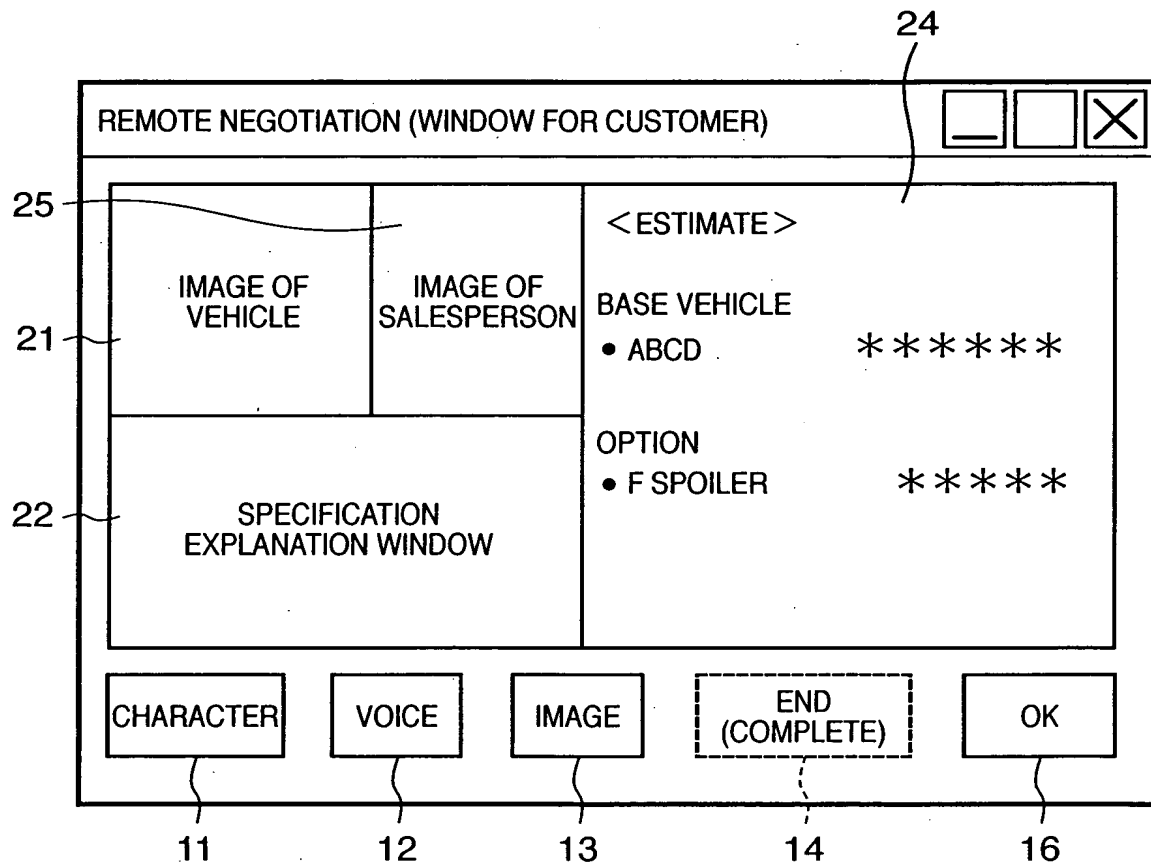 24
REMOTE NEGOTIATION (WINDOW FOR CUSTOMER)
25
IMAGE OF
VEHICLE
21
IMAGE OF
SALESPERSON
<ESTIMATE>
BASE VEHICLE
• ABCD ******
OPTION
• F SPOILER *****
22
SPECIFICATION
EXPLANATION WINDOW
CHARACTER
VOICE
IMAGE
END
(COMPLETE)
OK
11 12 13 14 16